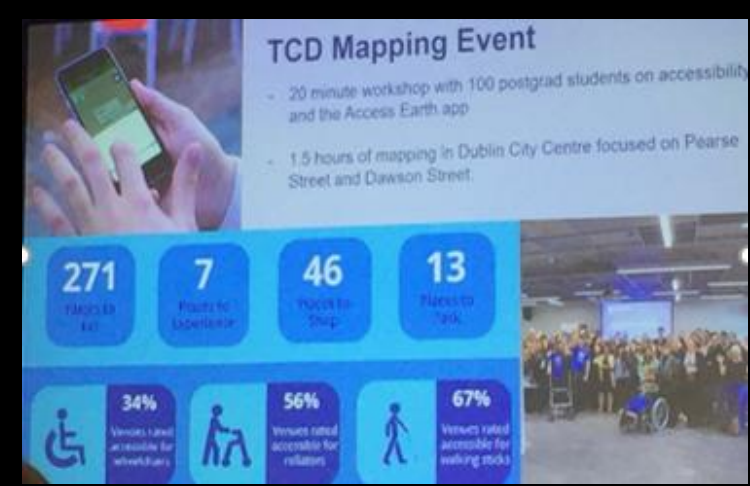 TCD Mapping Event
- 20 minute workshop with 100 postgrad students on accessibility
and the Access Earth app
- 1.5 hours of mapping in Dublin City Centre focused on Pearse
Street and Dawson Street.
271
Places to
Eat
7
Places to
Experience
46
Places to
Shop
13
Places to
34%
Venues rated
accessible for
wheelchairs
56%
Venues rated
accessible for
rollators
67%
Venues rated
accessible for
walking sticks